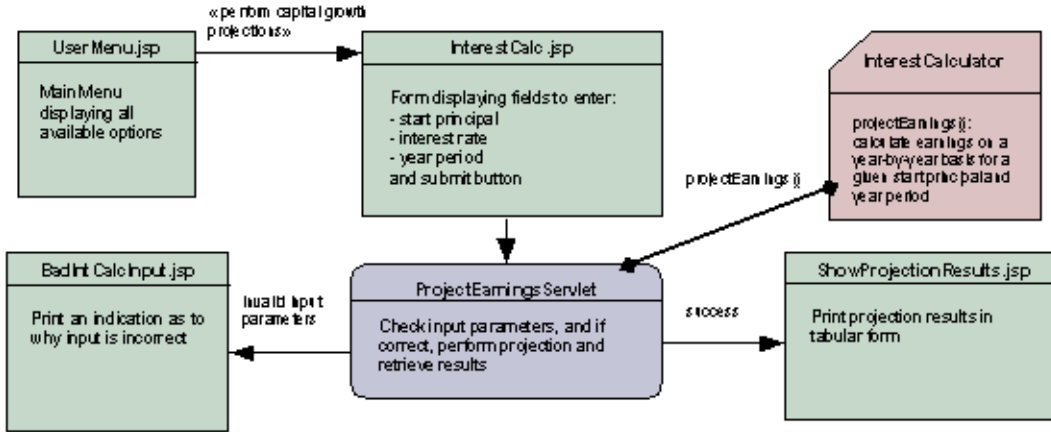 «perform capital growth
projections»
UserMenu.jsp
Main Menu
displaying all
available options
InterestCalc .jsp
Form displaying fields to enter:
- start principal
- interest rate
- year period
and submit button
InterestCalculator
projectEarnings():
calculate earnings on a
year-by-year basis for a
given start principal and
year period
projectEarnings()
BadIntCalcInput.jsp
Print an indication as to
why input is incorrect
invalid input
parameters
ProjectEarningsServlet
Check input parameters, and if
correct, perform projection and
retrieve results
success
ShowProjectionResults.jsp
Print projection results in
tabular form